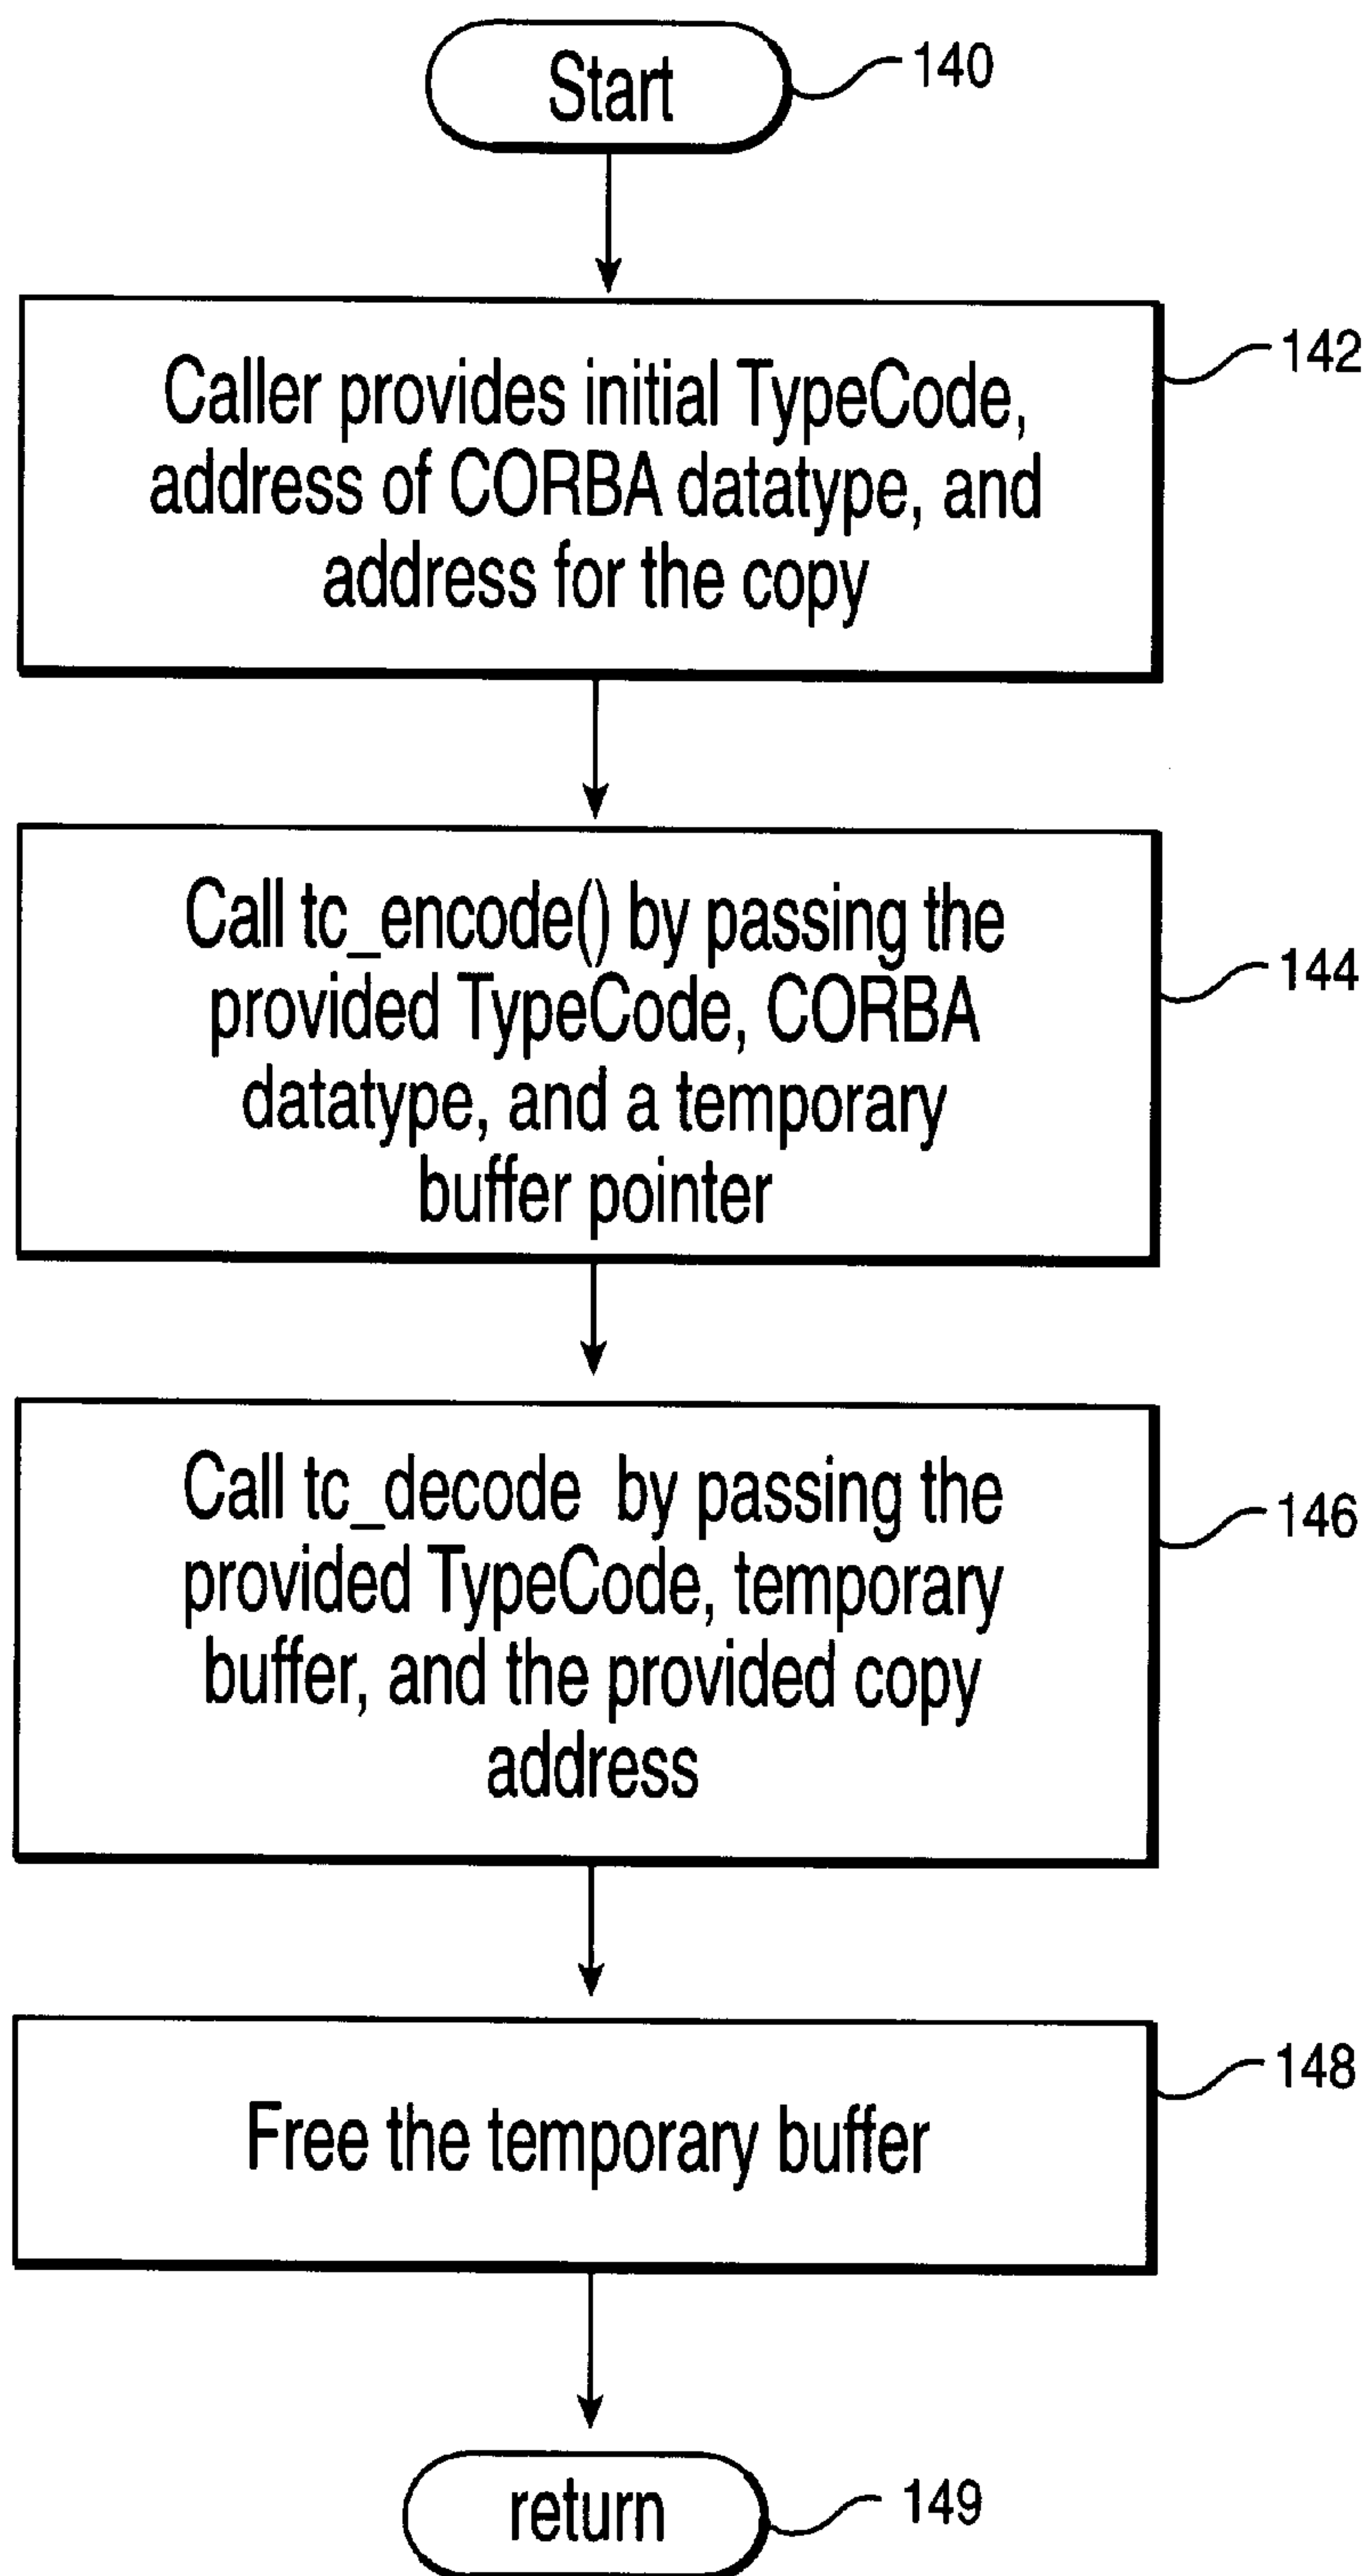 Start
140
Caller provides initial TypeCode,
address of CORBA datatype, and
address for the copy
142
Call tc_encode() by passing the
provided TypeCode, CORBA
datatype, and a temporary
buffer pointer
144
Call tc_decode by passing the
provided TypeCode, temporary
buffer, and the provided copy
address
146
Free the temporary buffer
148
return
149